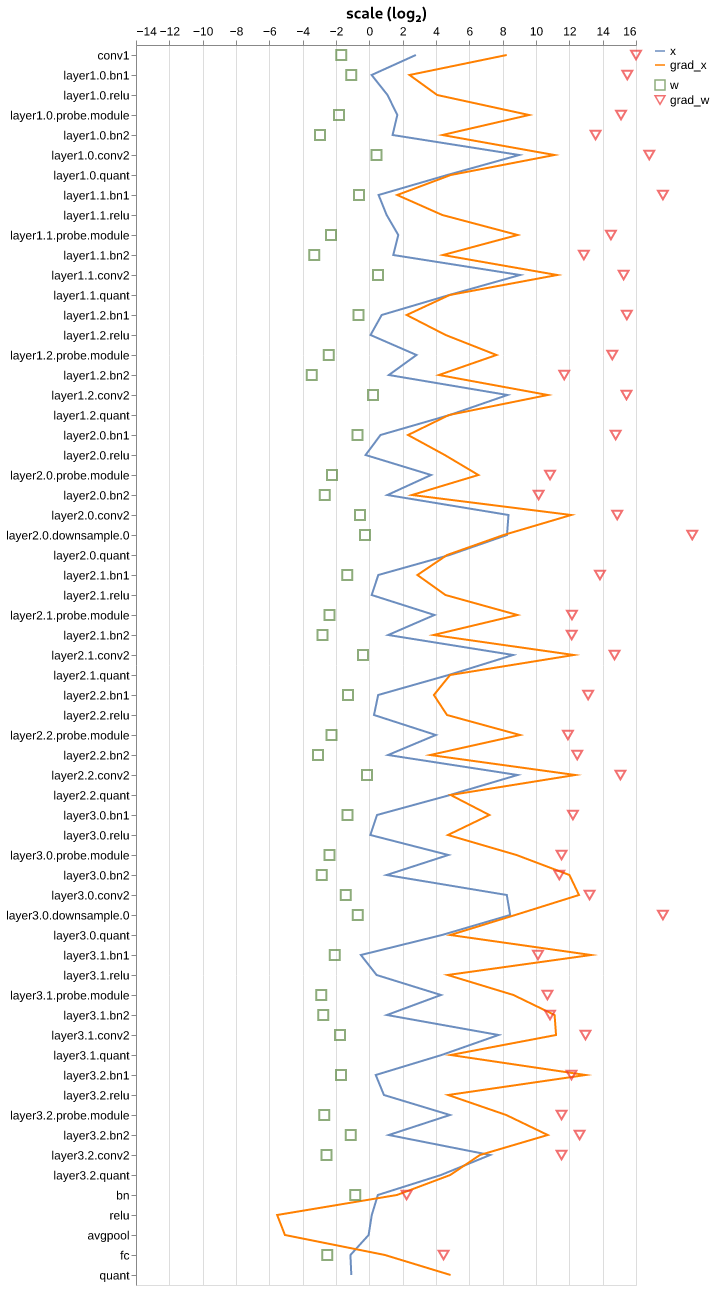 scale (log₂)
−14 −12 −10 −8 −6 −4 −2 0 2 4 6 8 10 12 14 16
x
grad_x
w
grad_w
conv1
layer1.0.bn1
layer1.0.relu
layer1.0.probe.module
layer1.0.bn2
layer1.0.conv2
layer1.0.quant
layer1.1.bn1
layer1.1.relu
layer1.1.probe.module
layer1.1.bn2
layer1.1.conv2
layer1.1.quant
layer1.2.bn1
layer1.2.relu
layer1.2.probe.module
layer1.2.bn2
layer1.2.conv2
layer1.2.quant
layer2.0.bn1
layer2.0.relu
layer2.0.probe.module
layer2.0.bn2
layer2.0.conv2
layer2.0.downsample.0
layer2.0.quant
layer2.1.bn1
layer2.1.relu
layer2.1.probe.module
layer2.1.bn2
layer2.1.conv2
layer2.1.quant
layer2.2.bn1
layer2.2.relu
layer2.2.probe.module
layer2.2.bn2
layer2.2.conv2
layer2.2.quant
layer3.0.bn1
layer3.0.relu
layer3.0.probe.module
layer3.0.bn2
layer3.0.conv2
layer3.0.downsample.0
layer3.0.quant
layer3.1.bn1
layer3.1.relu
layer3.1.probe.module
layer3.1.bn2
layer3.1.conv2
layer3.1.quant
layer3.2.bn1
layer3.2.relu
layer3.2.probe.module
layer3.2.bn2
layer3.2.conv2
layer3.2.quant
bn
relu
avgpool
fc
quant